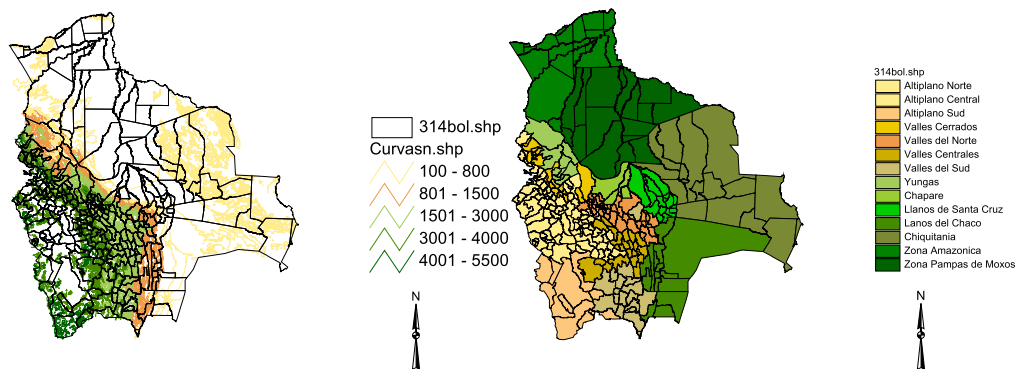 314bol.shp
Curvasn.shp
100 - 800
801 - 1500
1501 - 3000
3001 - 4000
4001 - 5500
N
314bol.shp
Altiplano Norte
Altiplano Central
Altiplano Sud
Valles Cerrados
Valles del Norte
Valles Centrales
Valles del Sud
Yungas
Chapare
Llanos de Santa Cruz
Lanos del Chaco
Chiquitania
Zona Amazonica
Zona Pampas de Moxos
N